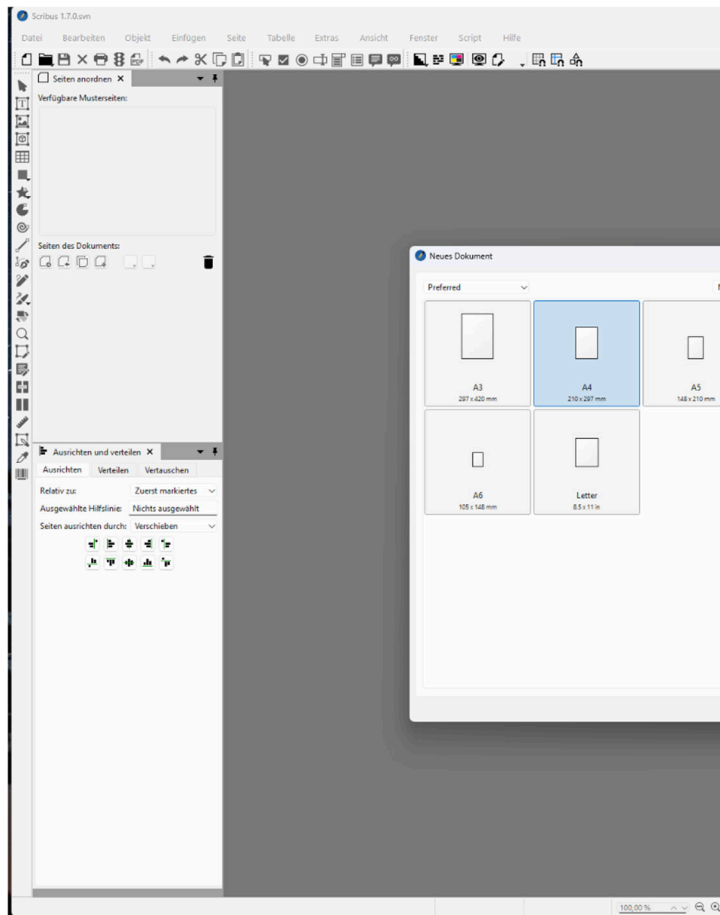 Scribus 1.7.0.svn
Datei Bearbeiten Objekt Einfügen Seite Tabelle Extras Ansicht Fenster Script Hilfe
Seiten anordnen
Verfügbare Musterseiten:
Seiten des Dokuments:
Neues Dokument
Preferred
A3
297 x 420 mm
A4
210 x 297 mm
A5
148 x 210 mm
A6
105 x 148 mm
Letter
8.5 x 11 in
Ausrichten und verteilen
Ausrichten Verteilen Vertauschen
Relativ zu: Zuerst markiertes
Ausgewählte Hilfslinie: Nichts ausgewählt
Seiten ausrichten durch: Verschieben
100,00 %